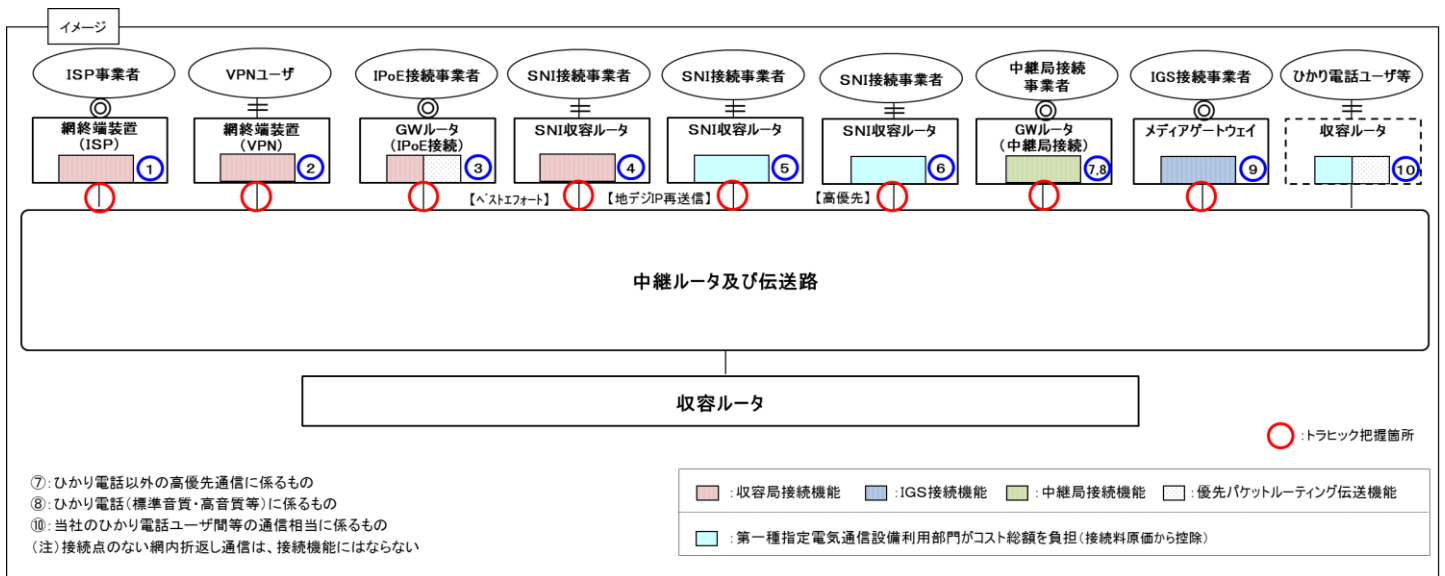 イメージ
ISP事業者
VPNユーザ
IPoE接続事業者
SNI接続事業者
SNI接続事業者
SNI接続事業者
中継局接続
事業者
IGS接続事業者
ひかり電話ユーザ等
網終端装置
(ISP)
①
網終端装置
(VPN)
②
GWルータ
(IPoE接続)
③
SNI収容ルータ
④
SNI収容ルータ
⑤
SNI収容ルータ
⑥
GWルータ
(中継局接続)
7,8
メディアゲートウェイ
⑨
収容ルータ
⑩
【ベストエフォート】
【地デジIP再送信】
【高優先】
中継ルータ及び伝送路
収容ルータ
:トラヒック把握箇所
⑦:ひかり電話以外の高優先通信に係るもの
⑧:ひかり電話(標準音質・高音質等)に係るもの
⑩:当社のひかり電話ユーザ間等の通信相当に係るもの
(注)接続点のない網内折返し通信は、接続機能にはならない
:収容局接続機能 :IGS接続機能 :中継局接続機能 :優先パケットルーティング伝送機能
:第一種指定電気通信設備利用部門がコスト総額を負担(接続料原価から控除)